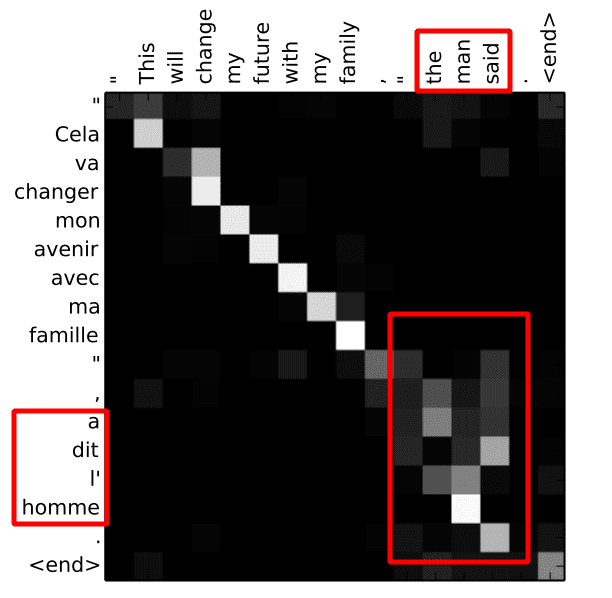 " This will change my future with my family , " the man said . <end>
"
Cela
va
changer
mon
avenir
avec
ma
famille
"
,
a
dit
l'
homme
.
<end>